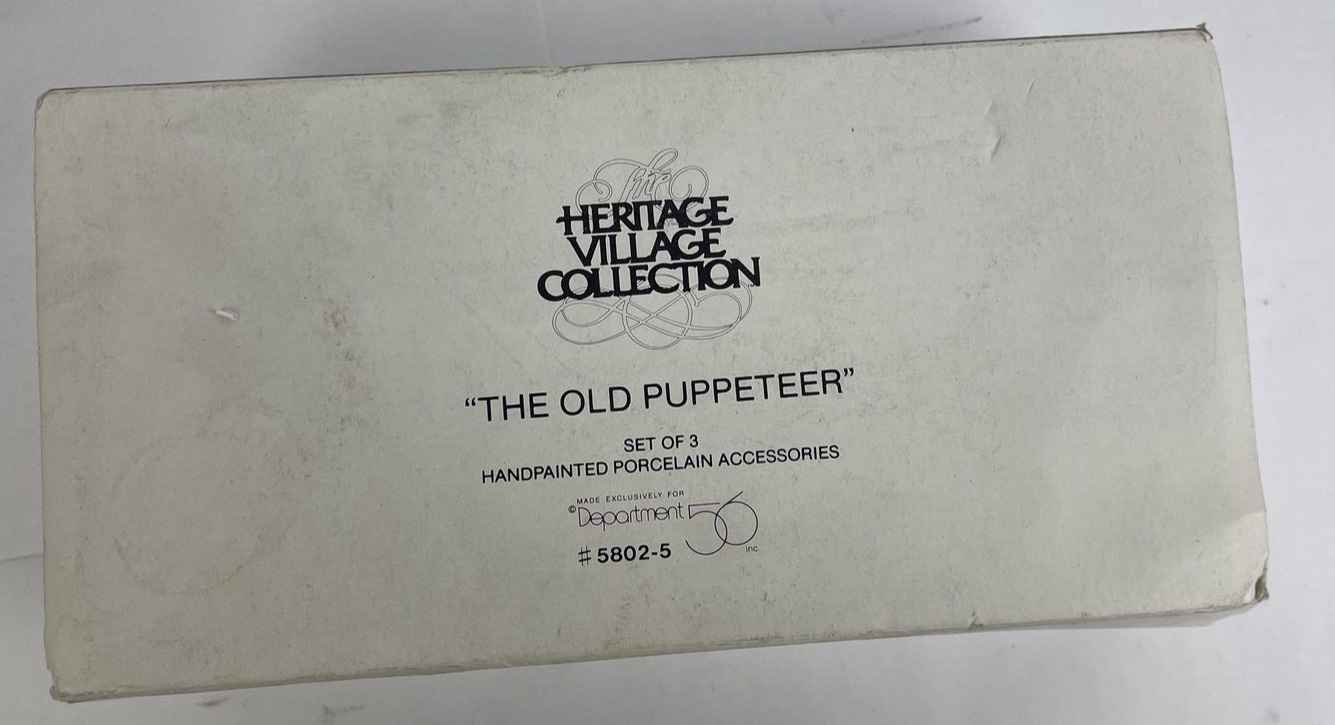 The
HERITAGE
VILLAGE
COLLECTION
“THE OLD PUPPETEER”
SET OF 3
HANDPAINTED PORCELAIN ACCESSORIES
MADE EXCLUSIVELY FOR
©Department 56
inc.
#5802-5